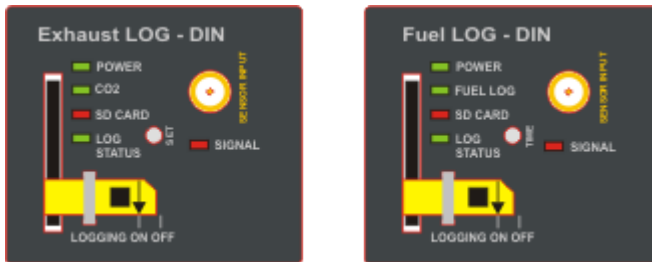 Exhaust LOG - DIN
POWER
CO2
SD CARD
LOG
STATUS
SET
SENSOR INPUT
SIGNAL
LOGGING ON OFF
Fuel LOG - DIN
POWER
FUEL LOG
SD CARD
LOG
STATUS
TIME
SENSOR INPUT
SIGNAL
LOGGING ON OFF